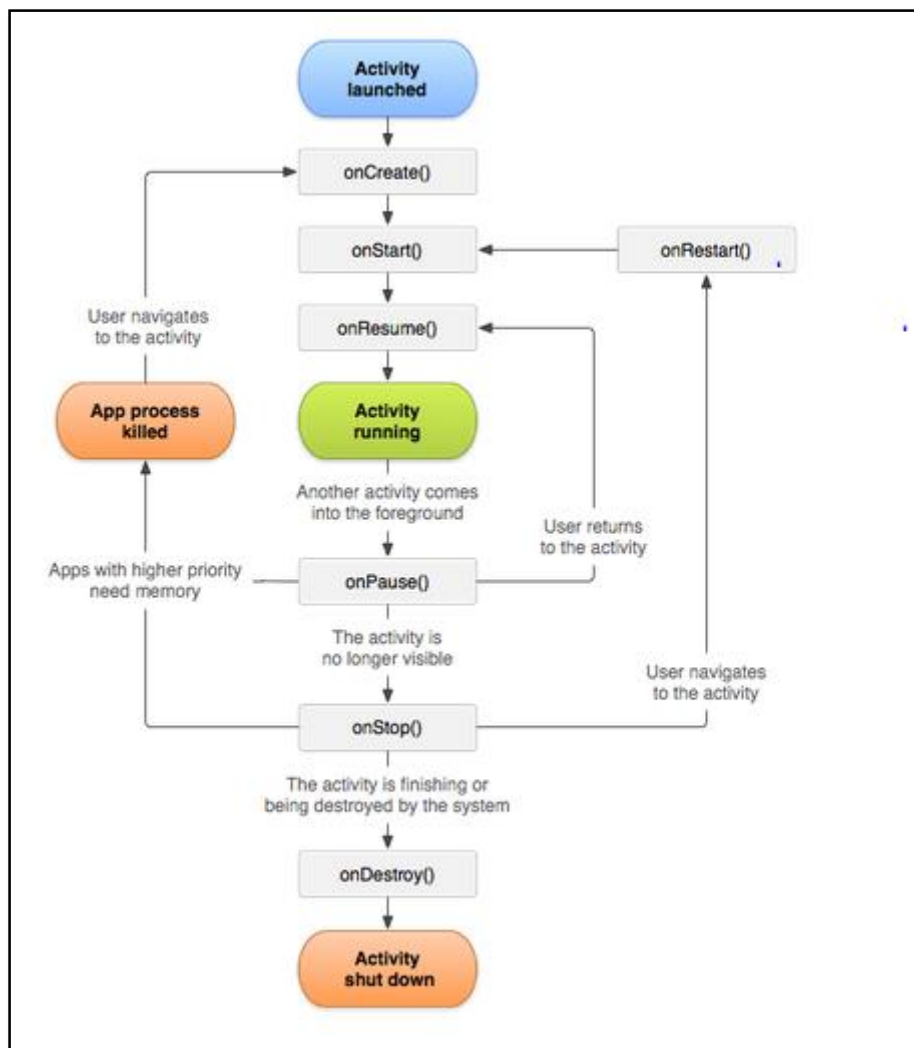 Activity
launched
onCreate()
onStart()
onRestart()
User navigates
to the activity
onResume()
App process
killed
Activity
running
Another activity comes
into the foreground
User returns
to the activity
Apps with higher priority
need memory
onPause()
The activity is
no longer visible
User navigates
to the activity
onStop()
The activity is finishing or
being destroyed by the system
onDestroy()
Activity
shut down